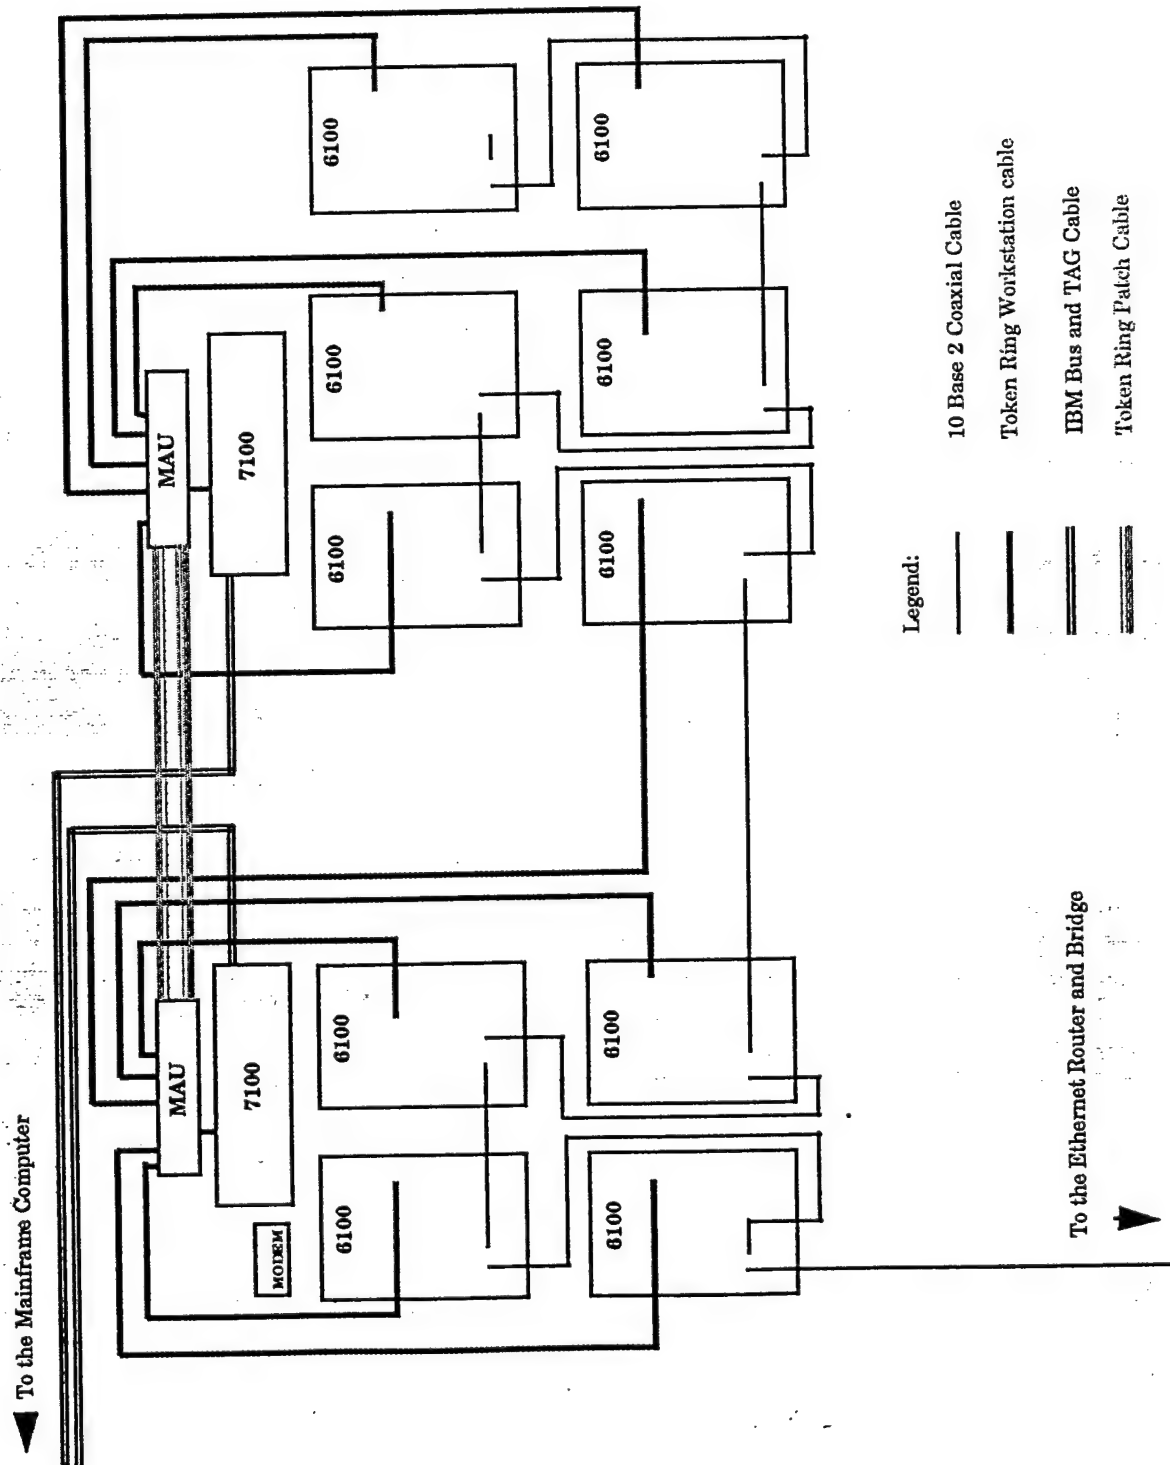 To the Mainframe Computer
MAU
MAU
7100
7100
MODEM
6100
6100
6100
6100
6100
6100
6100
6100
6100
6100
Legend:
10 Base 2 Coaxial Cable
Token Ring Workstation cable
IBM Bus and TAG Cable
Token Ring Patch Cable
To the Ethernet Router and Bridge